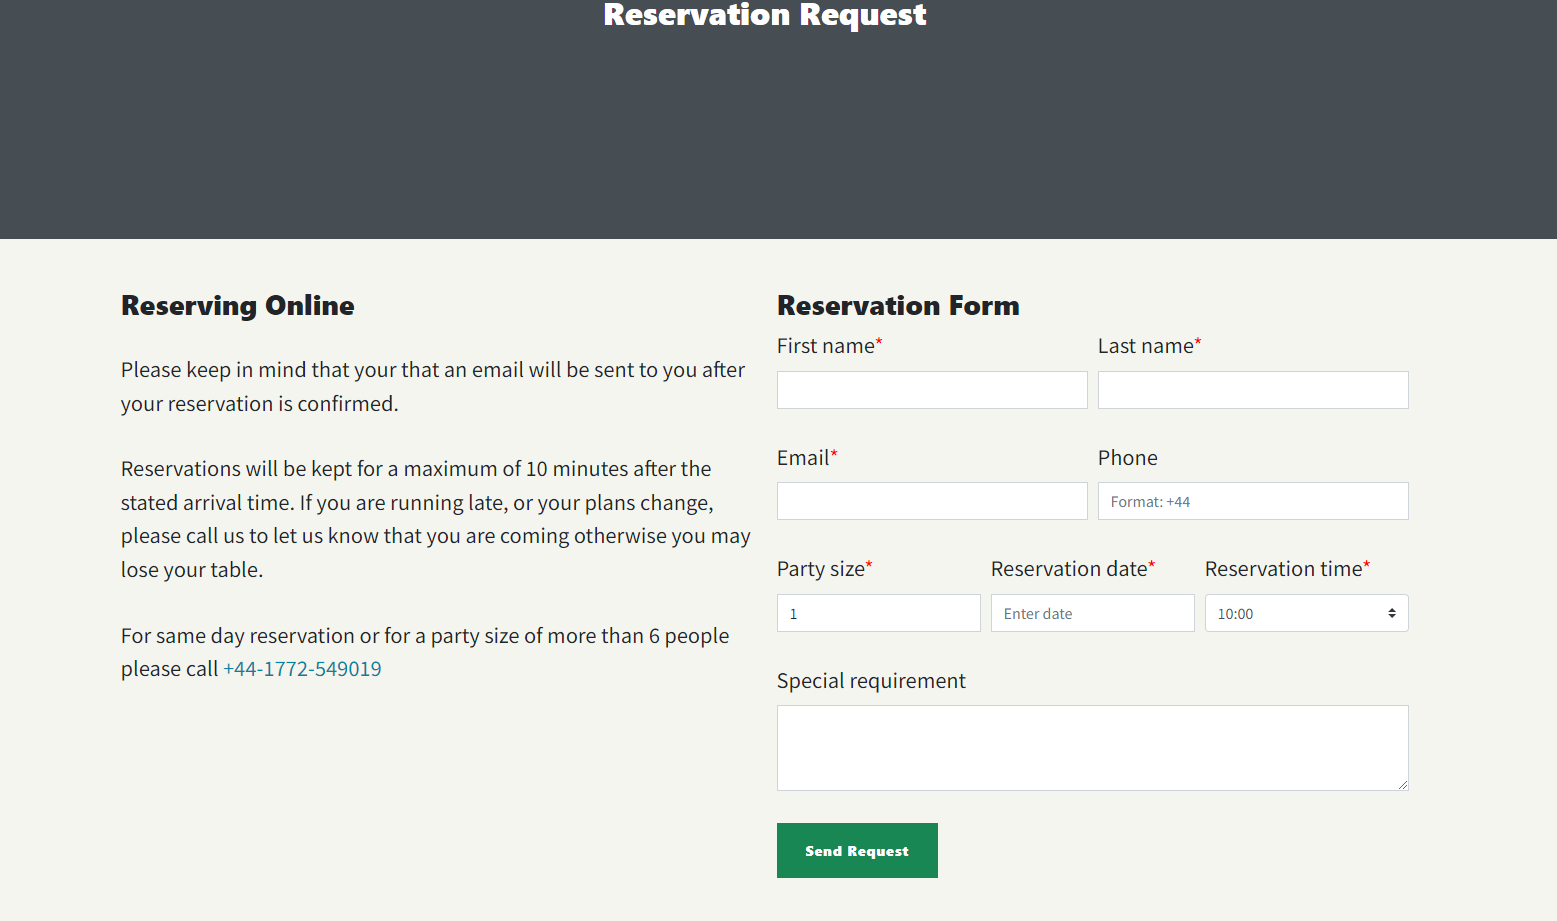 Reservation Request
Reserving Online
Please keep in mind that your that an email will be sent to you after
your reservation is confirmed.
Reservations will be kept for a maximum of 10 minutes after the
stated arrival time. If you are running late, or your plans change,
please call us to let us know that you are coming otherwise you may
lose your table.
For same day reservation or for a party size of more than 6 people
please call +44-1772-549019
Reservation Form
First name* Last name*
Email* Phone
Format: +44
Party size* Reservation date* Reservation time*
1 Enter date 10:00
Special requirement
Send Request